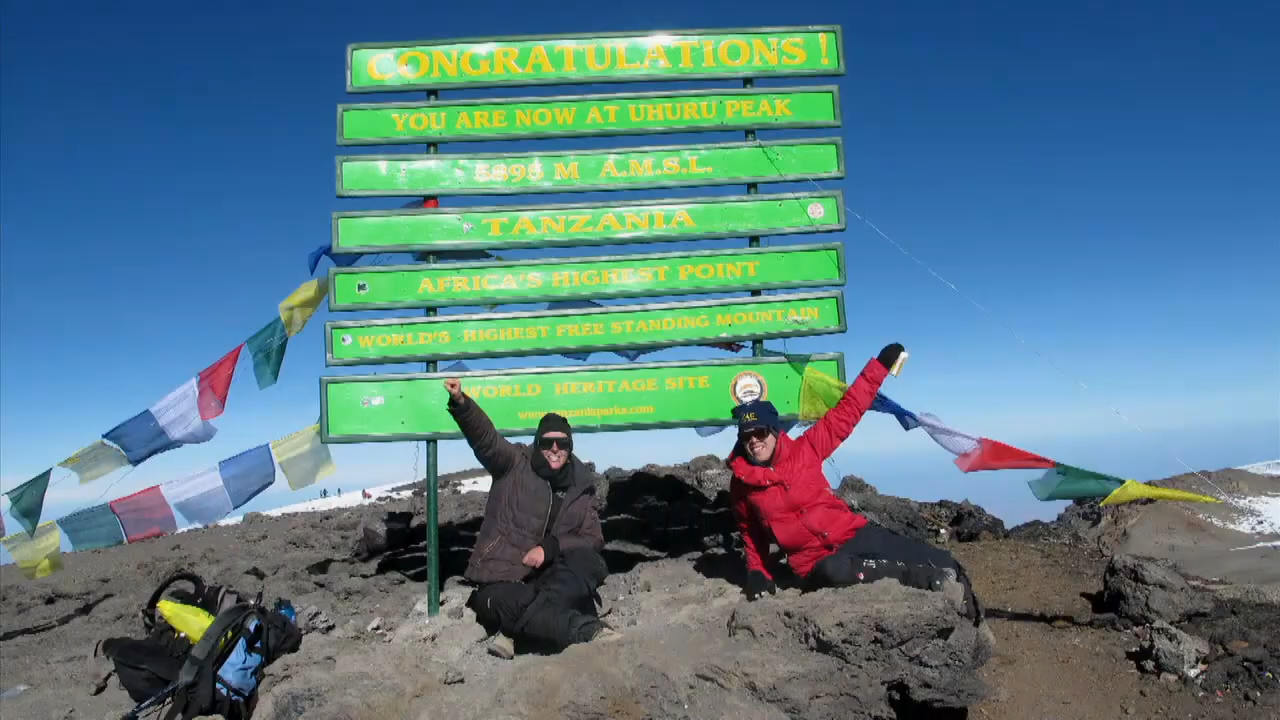 CONGRATULATIONS !
YOU ARE NOW AT UHURU PEAK
5895 M A.M.S.L.
TANZANIA
AFRICA'S HIGHEST POINT
WORLD'S HIGHEST FREE STANDING MOUNTAIN
WORLD HERITAGE SITE
www.tanzaniaparks.com